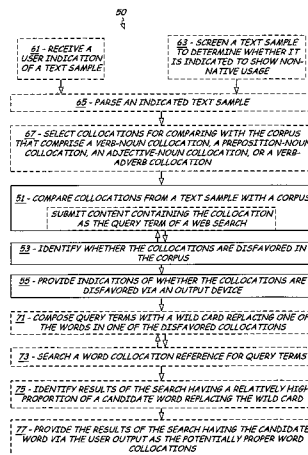 50
61 - RECEIVE A
USER INDICATION
OF A TEXT SAMPLE
63 - SCREEN A TEXT SAMPLE
TO DETERMINE WHETHER IT
IS INDICATED TO SHOW NON-
NATIVE USAGE
65 - PARSE AN INDICATED TEXT SAMPLE
67 - SELECT COLLOCATIONS FOR COMPARING WITH THE CORPUS
THAT COMPRISE A VERB-NOUN COLLOCATION, A PREPOSITION-NOUN
COLLOCATION, AN ADJECTIVE-NOUN COLLOCATION, OR A VERB-
ADVERB COLLOCATION
51 - COMPARE COLLOCATIONS FROM A TEXT SAMPLE WITH A CORPUS
SUBMIT CONTENT CONTAINING THE COLLOCATION
AS THE QUERY TERM OF A WEB SEARCH
53 - IDENTIFY WHETHER THE COLLOCATIONS ARE DISFAVORED IN
THE CORPUS
55 - PROVIDE INDICATIONS OF WHETHER THE COLLOCATIONS ARE
DISFAVORED VIA AN OUTPUT DEVICE
71 - COMPOSE QUERY TERMS WITH A WILD CARD REPLACING ONE OF
THE WORDS IN ONE OF THE DISFAVORED COLLOCATIONS
73 - SEARCH A WORD COLLOCATION REFERENCE FOR QUERY TERMS
75 - IDENTIFY RESULTS OF THE SEARCH HAVING A RELATIVELY HIGH
PROPORTION OF A CANDIDATE WORD REPLACING THE WILD CARD
77 - PROVIDE THE RESULTS OF THE SEARCH HAVING THE CANDIDATE
WORD VIA THE USER OUTPUT AS THE POTENTIALLY PROPER WORD
COLLOCATIONS